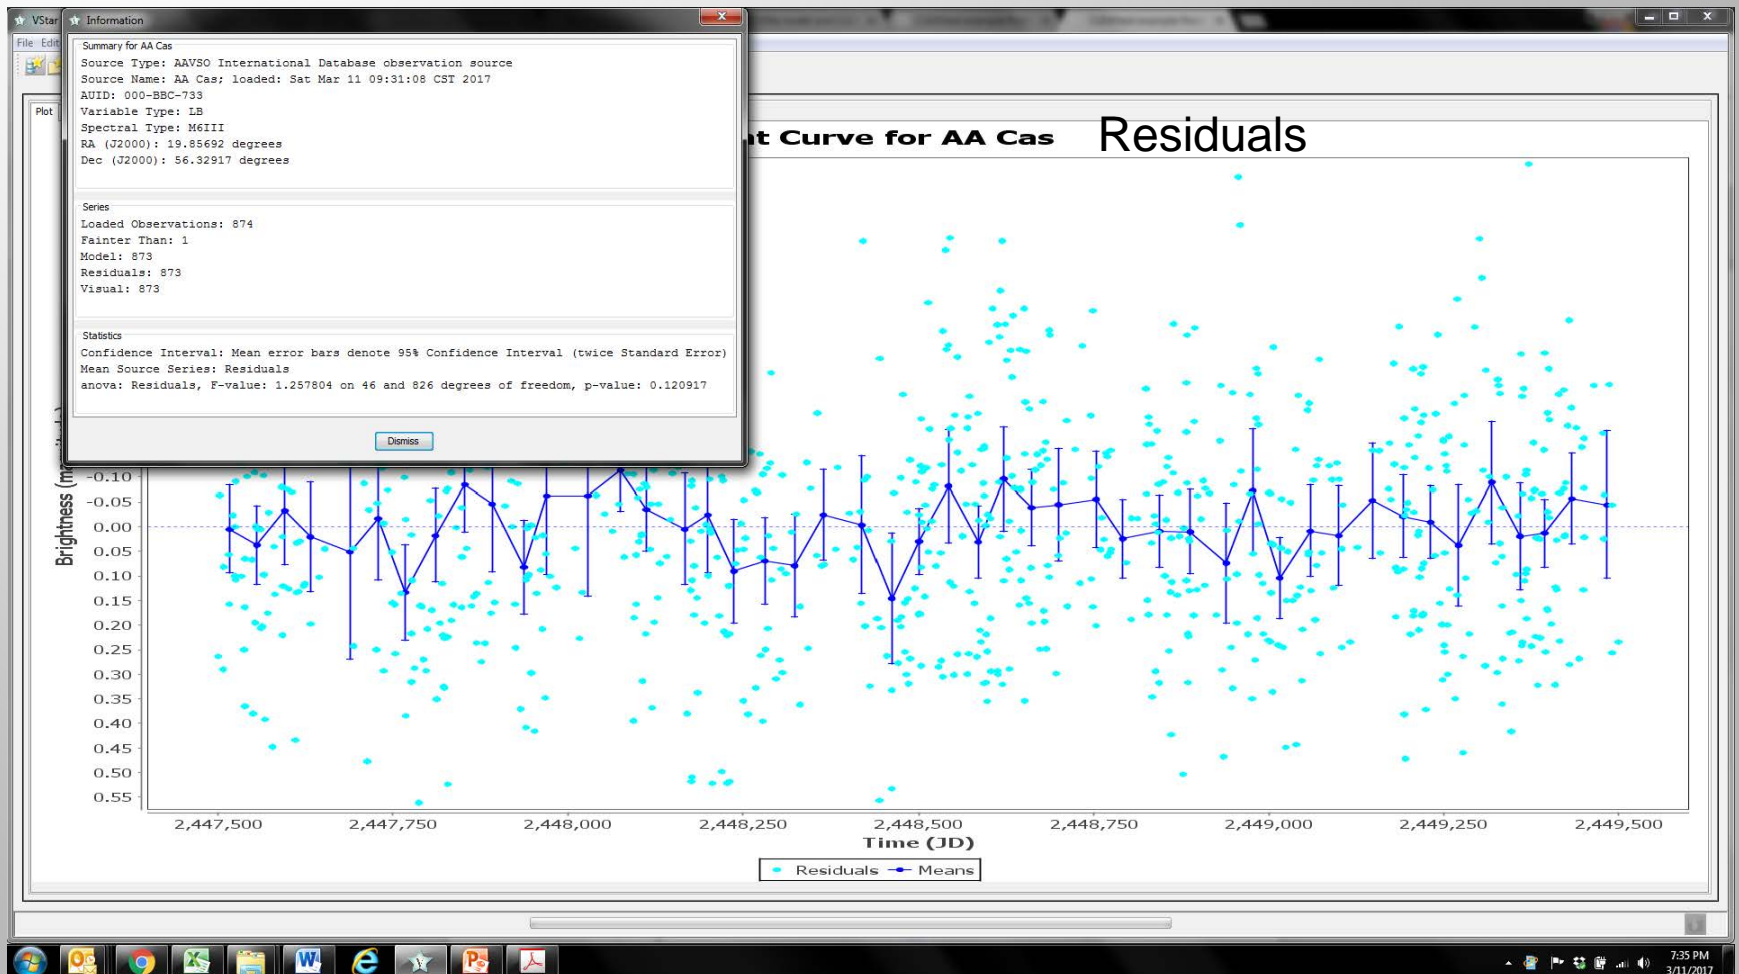 VStar
Information
File Edit
Summary for AA Cas
Source Type: AAVSO International Database observation source
Source Name: AA Cas; loaded: Sat Mar 11 09:31:08 CST 2017
AUID: 000-BBC-733
Variable Type: LB
Spectral Type: M6III
RA (J2000): 19.85692 degrees
Dec (J2000): 56.32917 degrees
Series
Loaded Observations: 874
Fainter Than: 1
Model: 873
Residuals: 873
Visual: 873
Statistics
Confidence Interval: Mean error bars denote 95% Confidence Interval (twice Standard Error)
Mean Source Series: Residuals
anova: Residuals, F-value: 1.257804 on 46 and 826 degrees of freedom, p-value: 0.120917
Dismiss
Plot
t Curve for AA Cas Residuals
Brightness
-0.10
-0.05
0.00
0.05
0.10
0.15
0.20
0.25
0.30
0.35
0.40
0.45
0.50
0.55
2,447,500 2,447,750 2,448,000 2,448,250 2,448,500 2,448,750 2,449,000 2,449,250 2,449,500
Time (JD)
Residuals Means
7:35 PM
3/11/2017